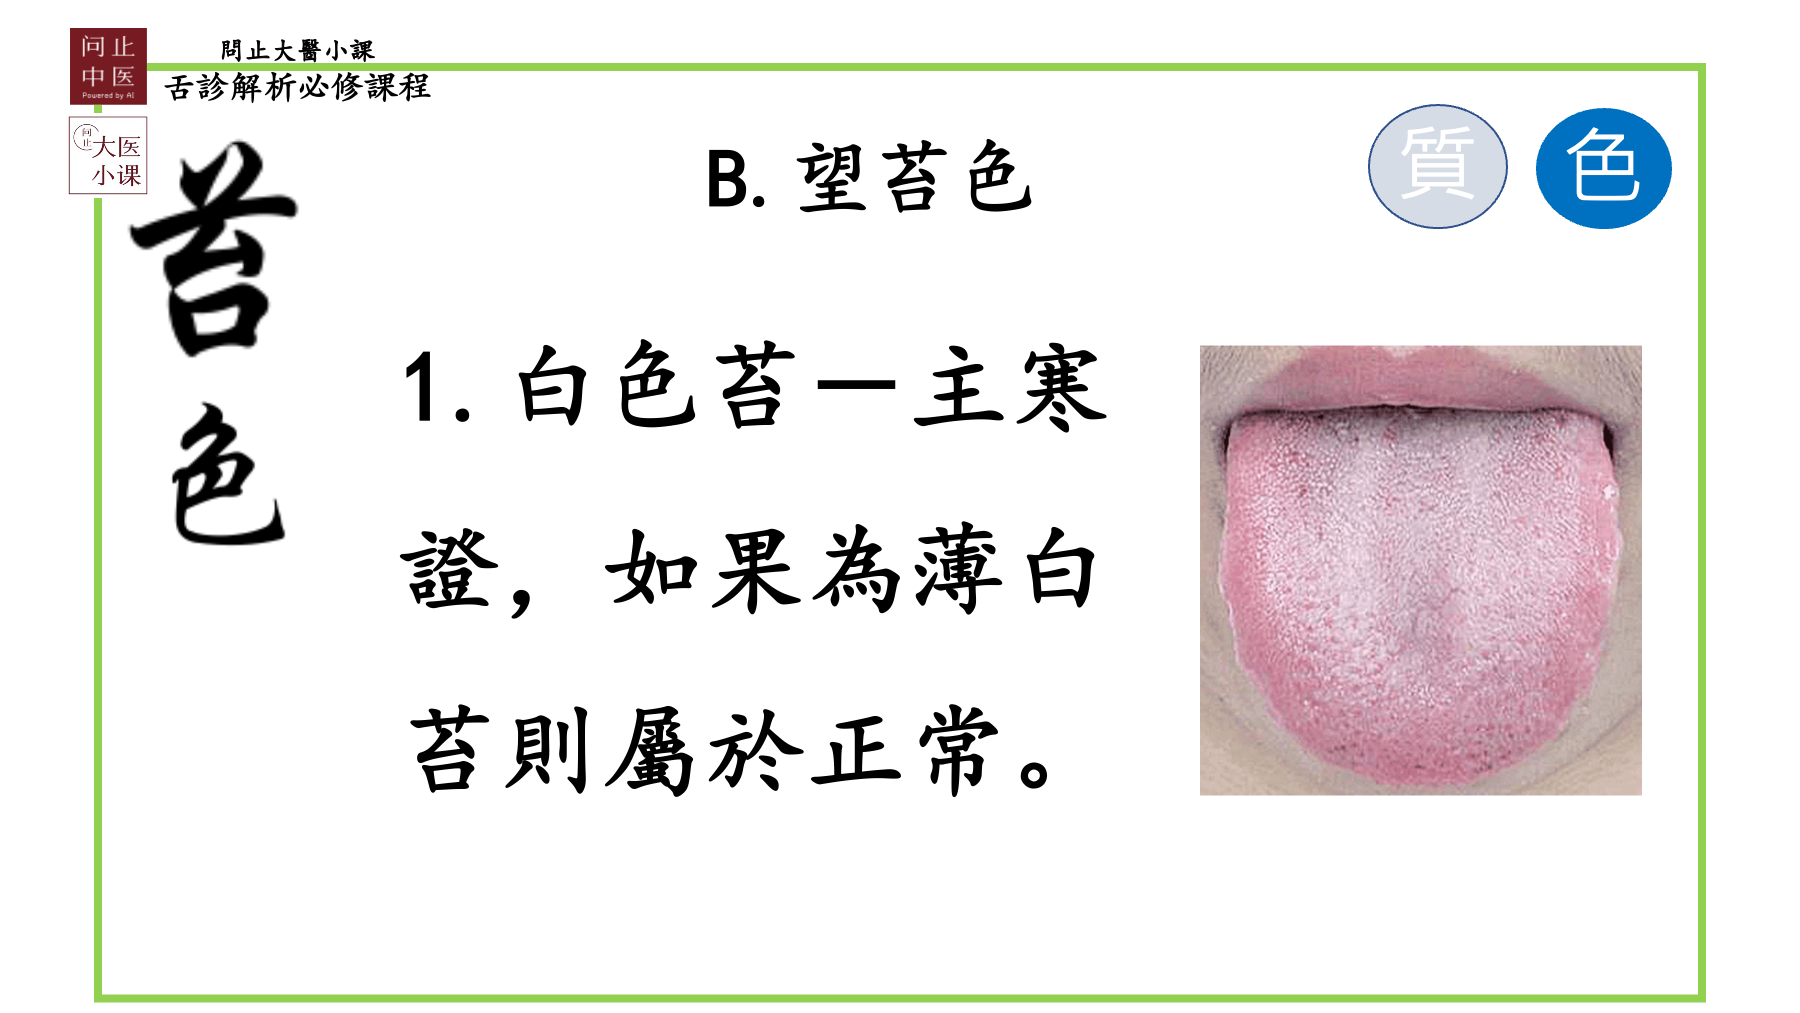 问止
中医
Powered by AI
問止大醫小課
舌診解析必修課程
问止
大医
小课
苔色
B. 望苔色
質
色
1. 白色苔－主寒
證，如果為薄白
苔則屬於正常。